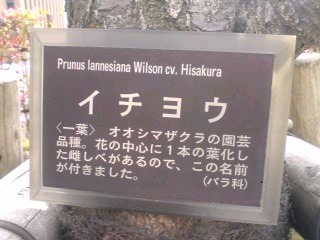 Prunus lannesiana Wilson cv. Hisakura
イチヨウ
〈一葉〉 オオシマザクラの園芸
品種。花の中心に１本の葉化し
た雌しべがあるので、この名前
が付きました。 (バラ科)